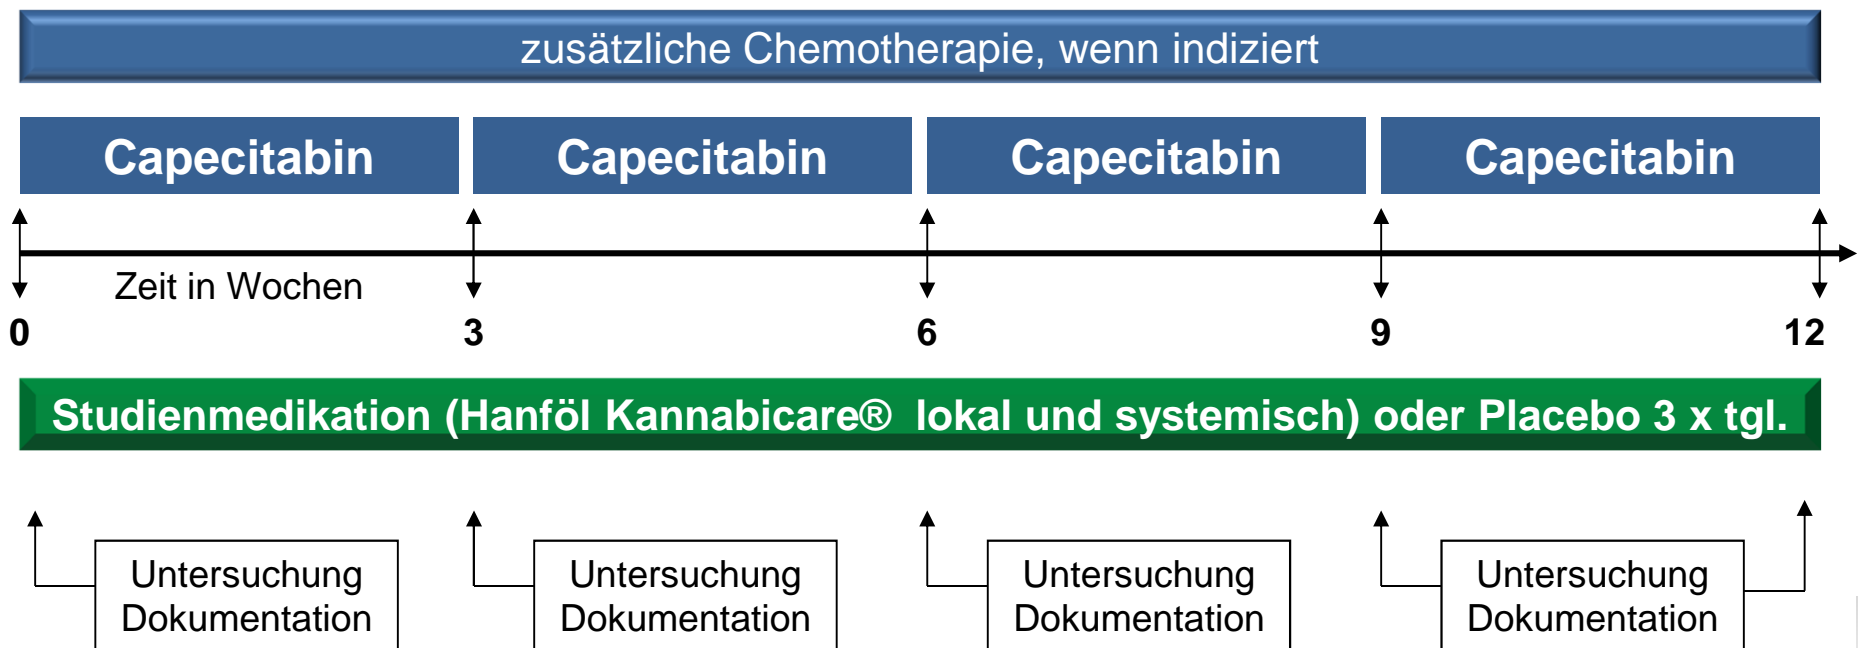 zusätzliche Chemotherapie, wenn indiziert
Capecitabin
Capecitabin
Capecitabin
Capecitabin
Zeit in Wochen
0
3
6
9
12
Studienmedikation (Hanföl Kannabicare® lokal und systemisch) oder Placebo 3 x tgl.
Untersuchung
Dokumentation
Untersuchung
Dokumentation
Untersuchung
Dokumentation
Untersuchung
Dokumentation